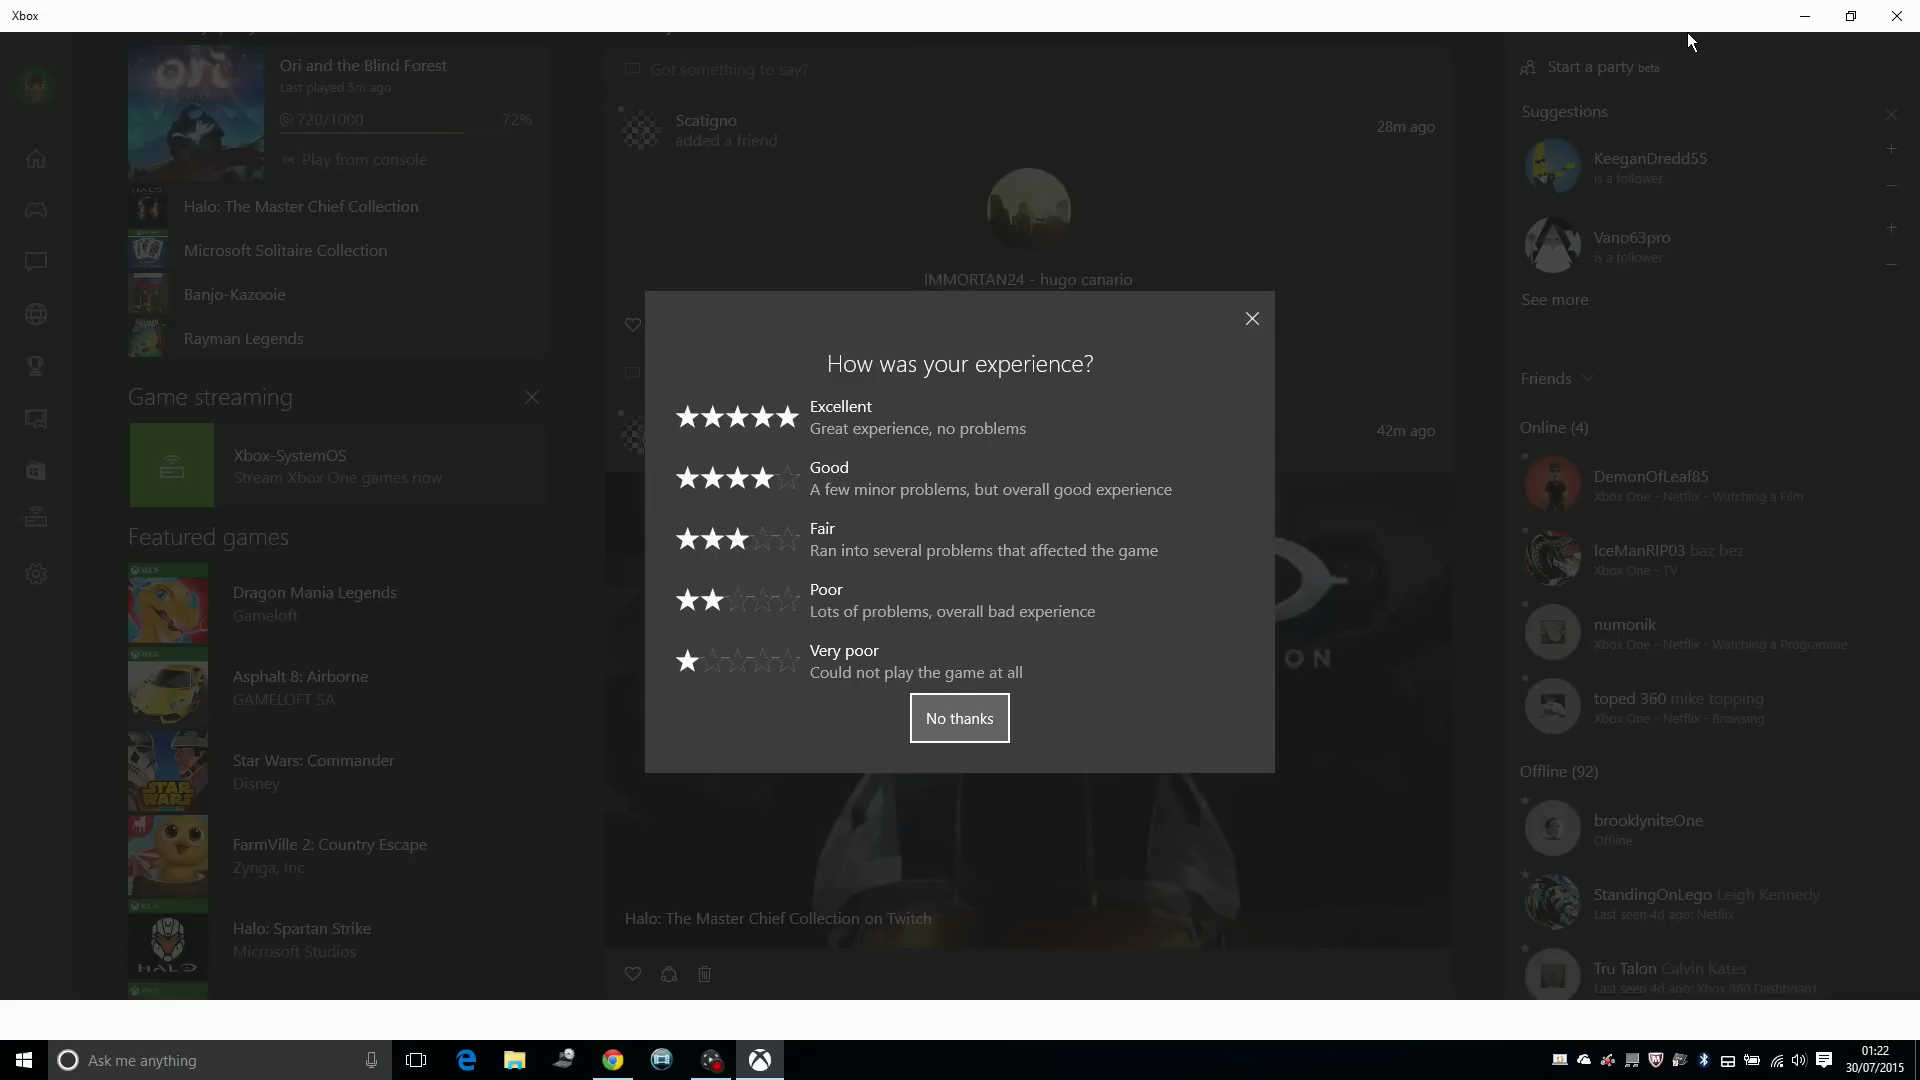 Xbox
Ori and the Blind Forest
Last played 5m ago
720/1000
72%
Play from console
Halo: The Master Chief Collection
Microsoft Solitaire Collection
Banjo-Kazooie
Rayman Legends
Game streaming
Xbox-SystemOS
Stream Xbox One games now
Featured games
Dragon Mania Legends
Gameloft
Asphalt 8: Airborne
GAMELOFT SA
Star Wars: Commander
Disney
FarmVille 2: Country Escape
Zynga, Inc.
Halo: Spartan Strike
Microsoft Studios
ori
STAR WARS
HALO
Got something to say?
Scatigno
added a friend
28m ago
IMMORTAN24 - hugo canario
42m ago
How was your experience?
Excellent
Great experience, no problems
Good
A few minor problems, but overall good experience
Fair
Ran into several problems that affected the game
Poor
Lots of problems, overall bad experience
Very poor
Could not play the game at all
No thanks
ON
Halo: The Master Chief Collection on Twitch
Start a party beta
Suggestions
KeeganDredd55
is a follower
Vano63pro
is a follower
See more
Friends
Online (4)
DemonOfLeaf85
Xbox One - Netflix - Watching a Film
IceManRIP03 baz bez
Xbox One - TV
numonik
Xbox One - Netflix - Watching a Programme
toped 360 mike topping
Xbox One - Netflix - Browsing
Offline (92)
brooklyniteOne
Offline
StandingOnLego Leigh Kennedy
Last seen 4d ago: Netflix
Tru Talon Calvin Kates
Last seen 4d ago: Xbox 360 Dashboard
Ask me anything
01:22
30/07/2015